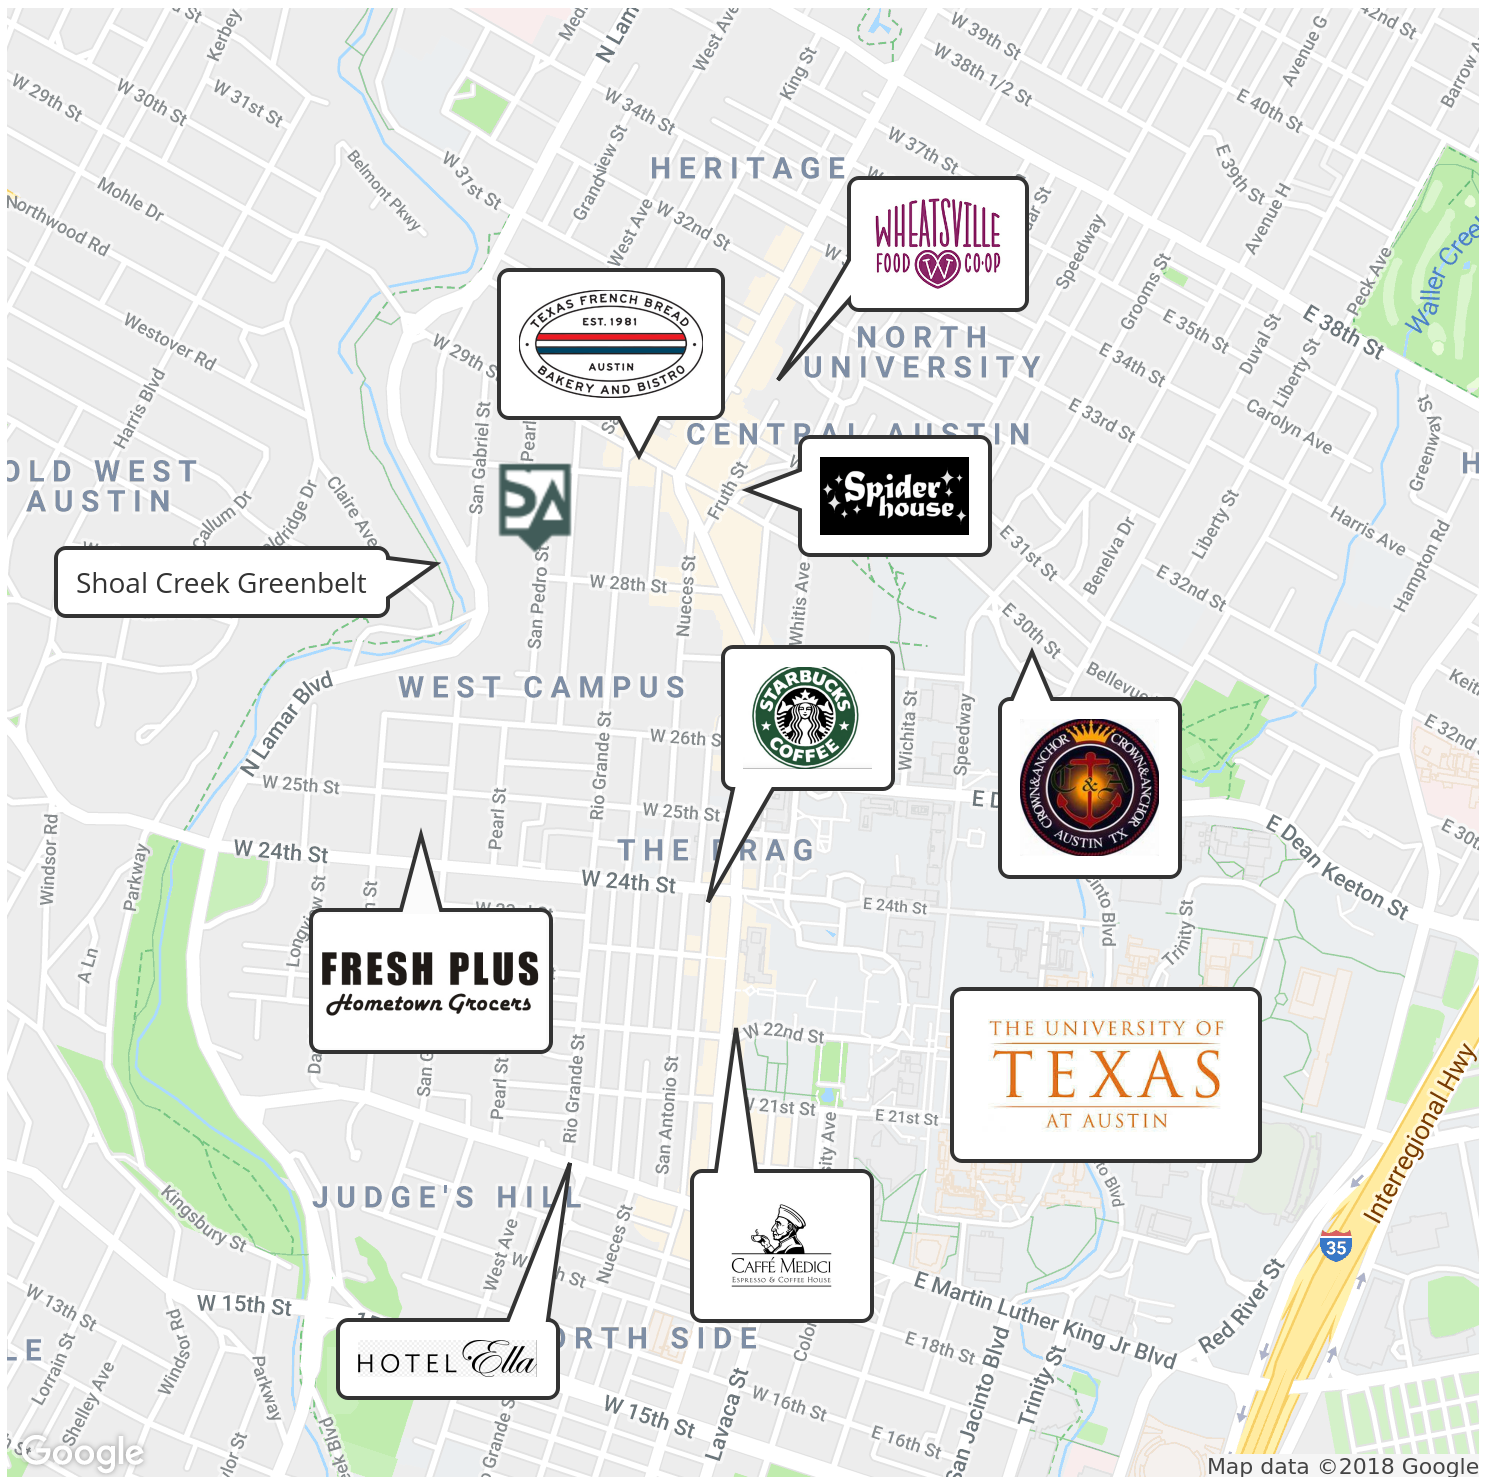 W 29th St
W 30th St
W 31st St
Kerbey
N Lam
West Ave
King St
W 39th St
W 38th 1/2 St
42nd St
Avenue G
Barrow A
E 40th St
W 34th St
W 37th St
HERITAGE
Grandview St
W 31st St
Belmont Pkwy
Mohle Dr
Northwood Rd
West Ave
W 32nd St
E 39th St
Avenue H
Speedway
WHEATSVILLE
FOOD CO-OP
W
Grooms St
Peck Ave
Waller Creek
E 38th St
E 35th St
Duval St
Liberty St
E 34th St
NORTH
UNIVERSITY
TEXAS FRENCH BREAD
EST. 1981
AUSTIN
BAKERY AND BISTRO
W 29th S
Westover Rd
Harris Blvd
San Gabriel St
Pearl
CENTRAL AUSTIN
E 33rd St
Carolyn Ave
Greenway St
OLD WEST
AUSTIN
Claire Ave
Callum Dr
Fruth St
Spider
house
Liberty St
Harris Ave
Hampton Rd
E 31st St
Benelva Dr
E 32nd St
Shoal Creek Greenbelt
San Pedro St
W 28th St
Nueces St
Whitis Ave
E 30th St
Bellevue
Keith
WEST CAMPUS
N Lamar Blvd
STARBUCKS
COFFEE
Wichita St
Speedway
W 26th S
Rio Grande St
W 25th St
Pearl St
W 25th St
E 32nd
CROWN&ANCHOR CROWN&ANCHOR
C&A
AUSTIN TX
E D
E Dean Keeton St
E 30th
Windsor Rd
Parkway
W 24th St
THE DRAG
W 24th St
E 24th St
Trinity St
A Ln
FRESH PLUS
Hometown Grocers
THE UNIVERSITY OF
TEXAS
AT AUSTIN
W 22nd St
Pearl St
Rio Grande St
San Antonio St
21st St
E 21st St
Interregional Hwy
35
Kingsbury St
JUDGE'S HILL
West Ave
Nueces St
CAFFÉ MEDICI
ESPRESSO & COFFEE HOUSE
E Martin Luther King Jr Blvd
Red River St
W 13th St
W 15th St
Windsor Rd
Lorrain St
Shelley Ave
Parkway
HOTEL Ella
ORTH SIDE
E 18th St
San Jacinto Blvd
Trinity St
W 15th St
Lavaca St
W 16th St
E 16th St
Google
Map data ©2018 Google